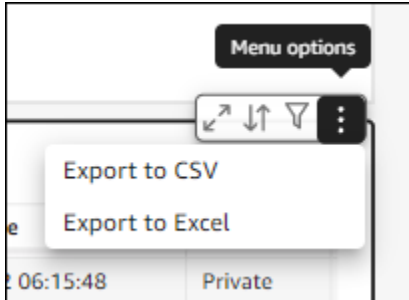 Menu options
Export to CSV
Export to Excel
e
2 06:15:48 Private